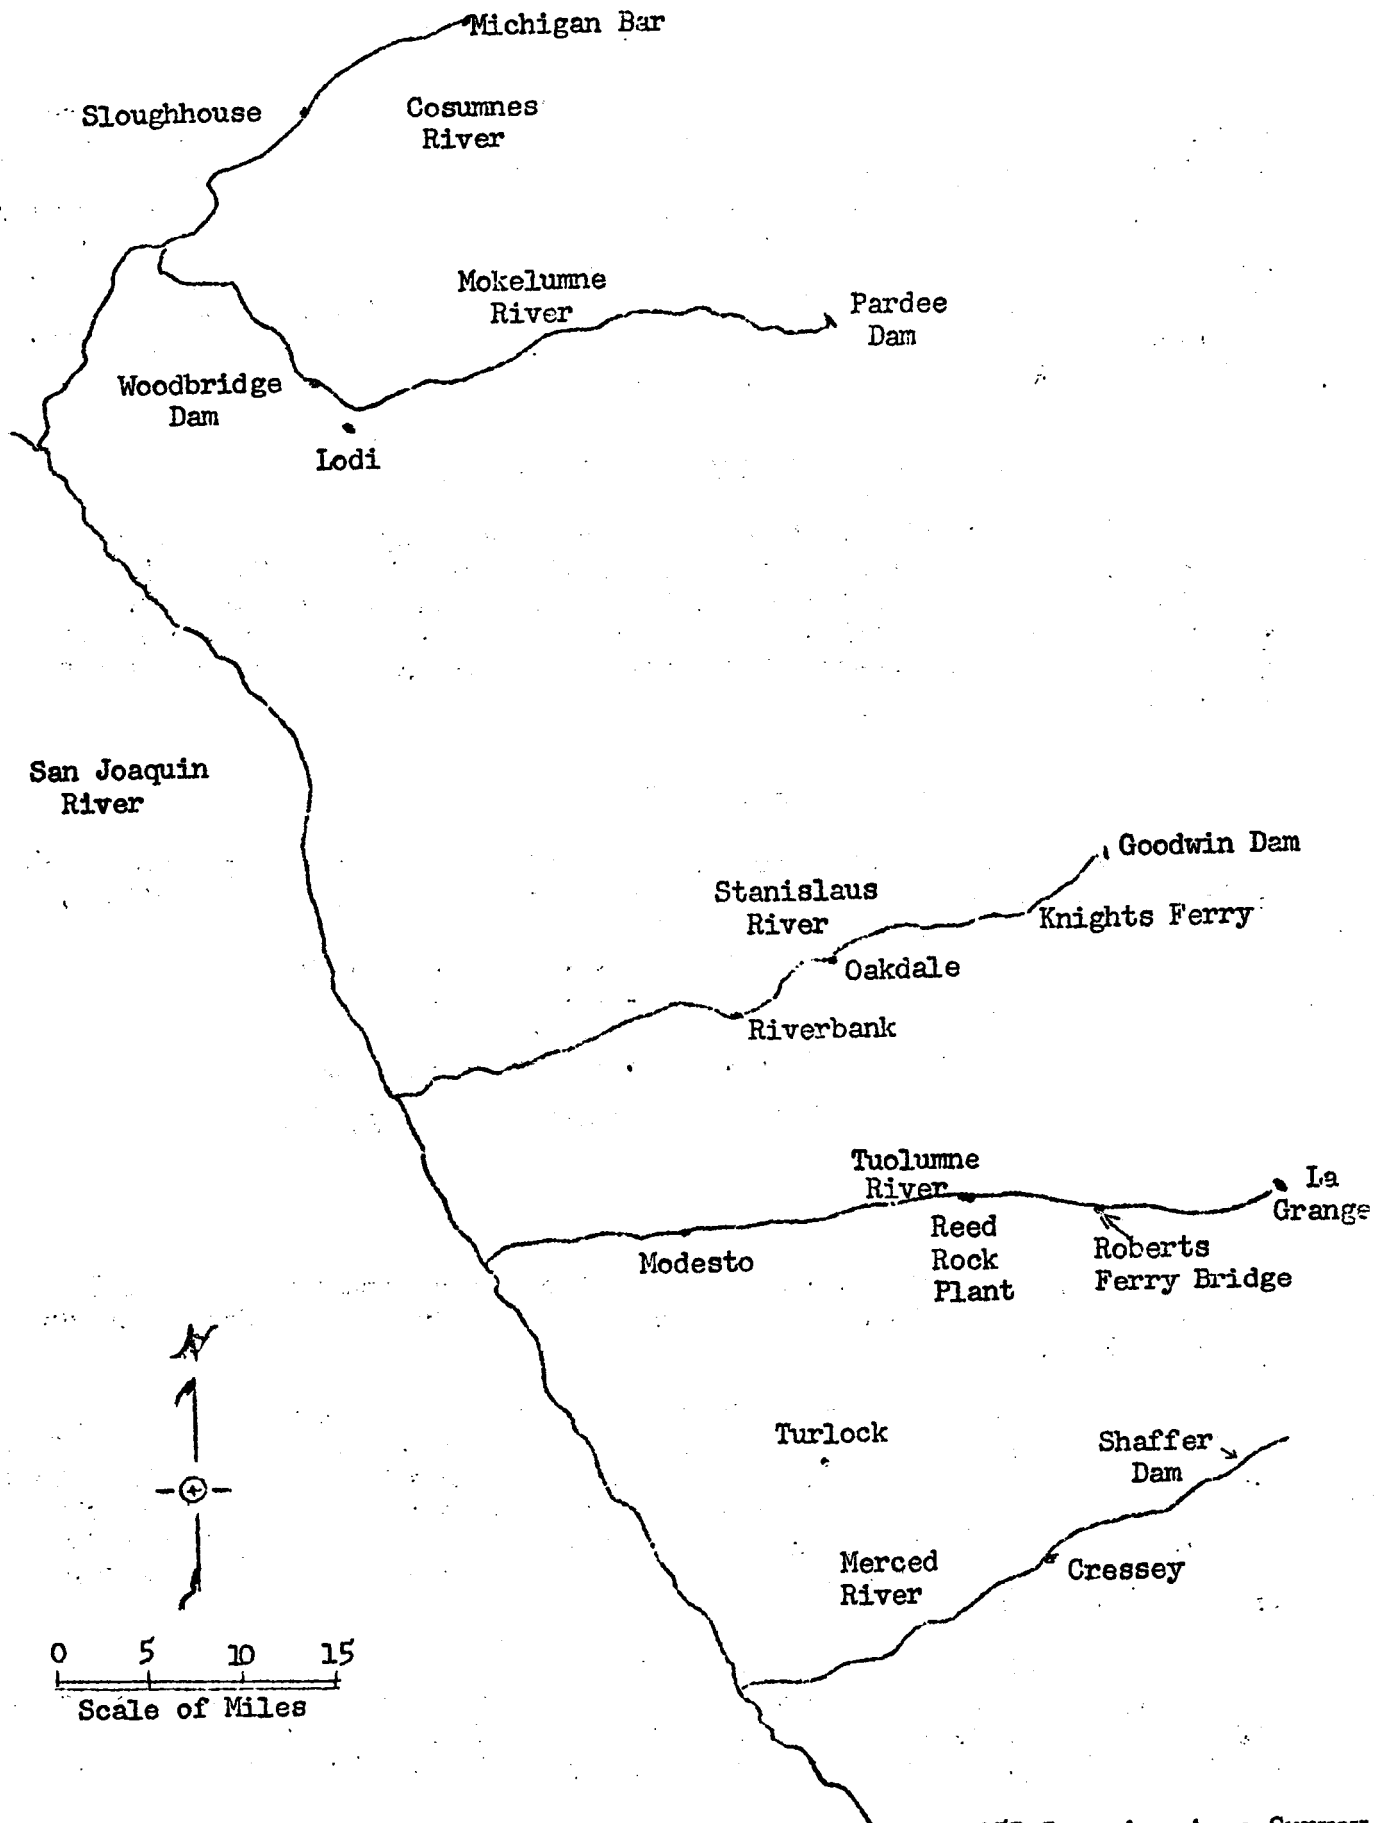 Michigan Bar
Sloughhouse
Cosumnes
River
Mokelumne
River
Pardee
Dam
Woodbridge
Dam
Lodi
San Joaquin
River
Goodwin Dam
Stanislaus
River
Knights Ferry
Oakdale
Riverbank
Tuolumne
River
La
Grange
Reed
Rock
Plant
Roberts
Ferry Bridge
Modesto
N
Turlock
Shaffer
Dam
Merced
River
Cressey
0 5 10 15
Scale of Miles